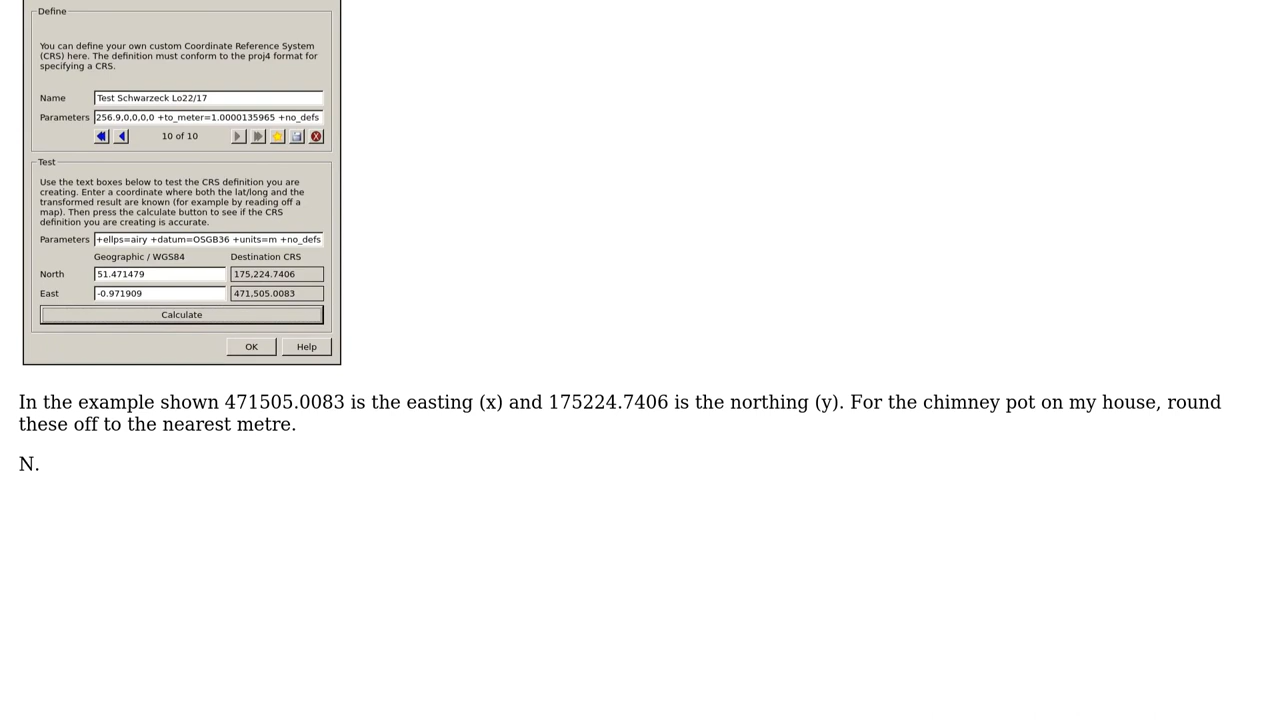 Define
You can define your own custom Coordinate Reference System
(CRS) here. The definition must conform to the proj4 format for
specifying a CRS.
Name Test Schwarzeck Lo22/17
Parameters 256.9,0,0,0,0 +to_meter=1.0000135965 +no_defs
10 of 10
Test
Use the text boxes below to test the CRS definition you are
creating. Enter a coordinate where both the lat/long and the
transformed result are known (for example by reading off a
map). Then press the calculate button to see if the CRS
definition you are creating is accurate.
Parameters +ellps=airy +datum=OSGB36 +units=m +no_defs
Geographic / WGS84 Destination CRS
North 51.471479 175,224.7406
East -0.971909 471,505.0083
Calculate
OK Help
In the example shown 471505.0083 is the easting (x) and 175224.7406 is the northing (y). For the chimney pot on my house, round
these off to the nearest metre.
N.